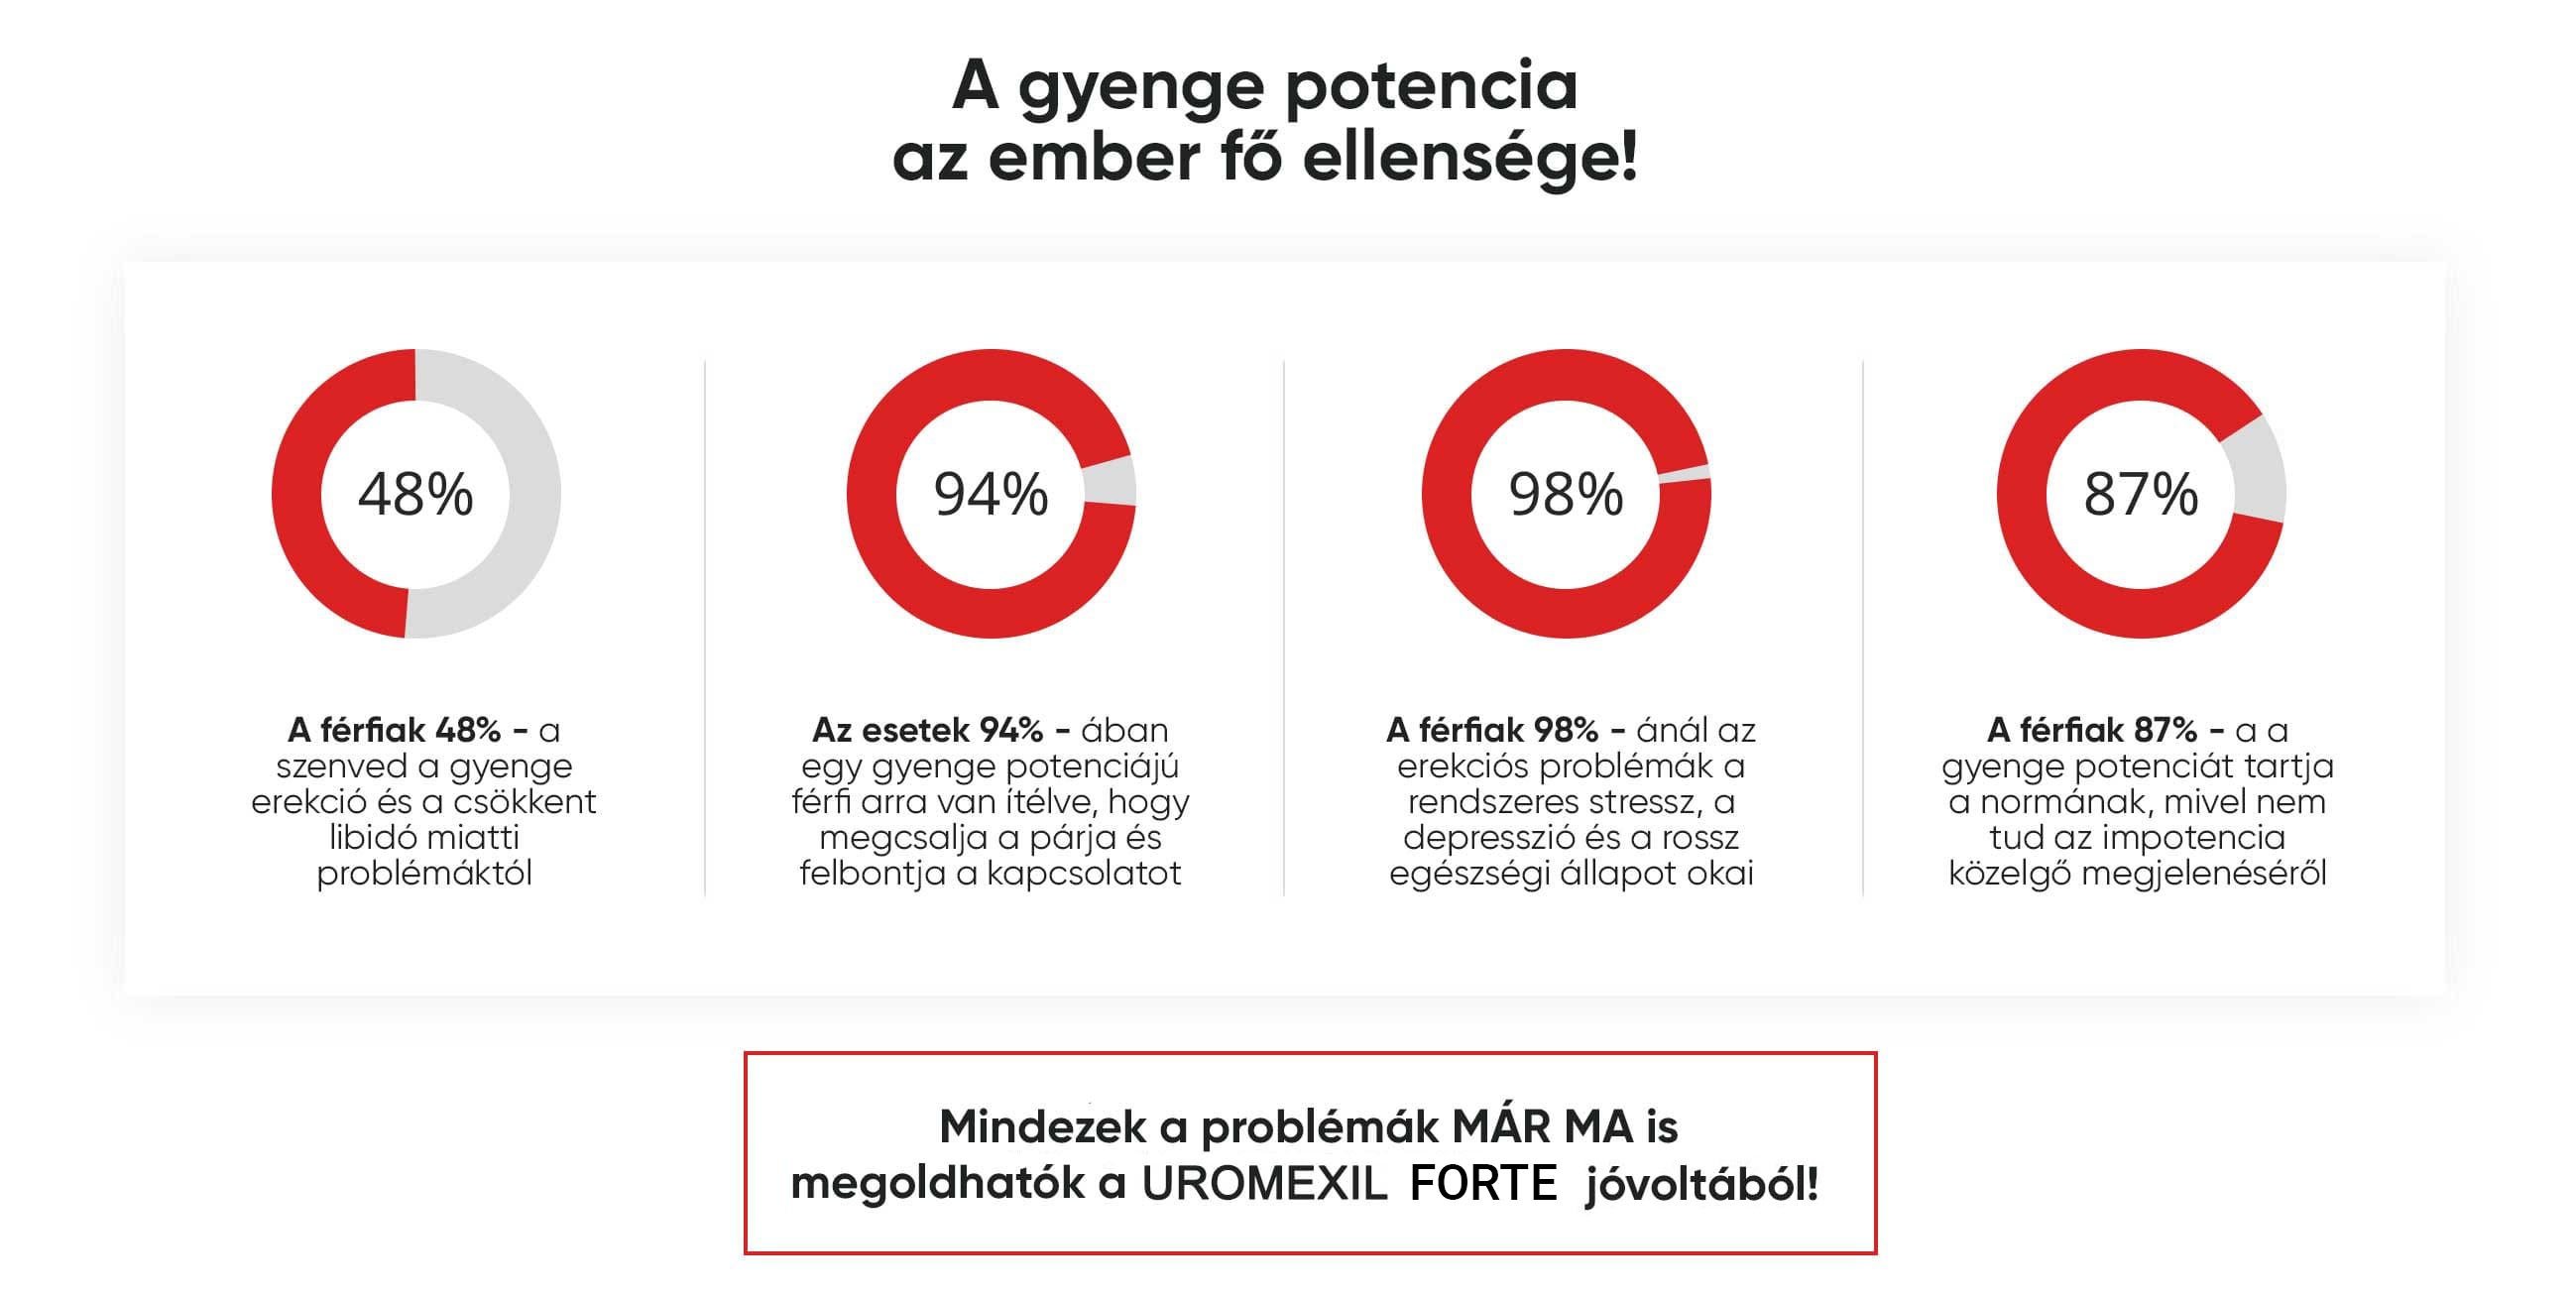 A gyenge potencia
az ember fő ellensége!
48%
94%
98%
87%
A férfiak 48% - a
szenved a gyenge
erekció és a csökkent
libidó miatti
problémáktól
Az esetek 94% - ában
egy gyenge potenciájú
férfi arra van ítélve, hogy
megcsalja a párja és
felbontja a kapcsolatot
A férfiak 98% - ánál az
erekciós problémák a
rendszeres stressz, a
depresszió és a rossz
egészségi állapot okai
A férfiak 87% - a a
gyenge potenciát tartja
a normának, mivel nem
tud az impotencia
közelgő megjelenéséről
Mindezek a problémák MÁR MA is
megoldhatók a UROMEXIL FORTE jóvoltából!